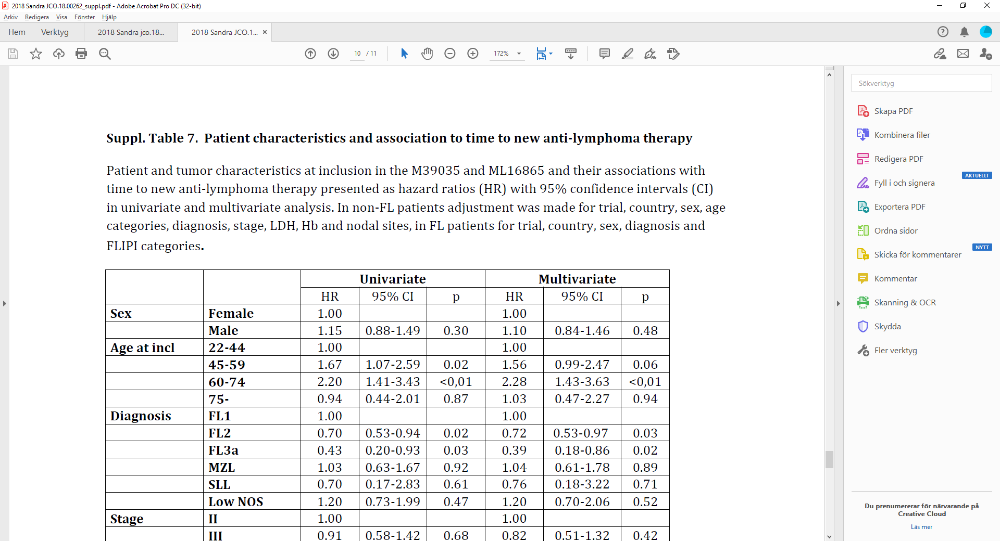 2018 Sandra JCO.18.00262_suppl.pdf - Adobe Acrobat Pro DC (32-bit)
Arkiv Redigera Visa Fönster Hjälp
Hem Verktyg 2018 Sandra jco.18... 2018 Sandra JCO.1... ×
10 / 11 172%
Sökverktyg
Skapa PDF
Kombinera filer
Redigera PDF
AKTUELLT
Fyll i och signera
Exportera PDF
Ordna sidor
NYTT
Skicka för kommentarer
Kommentar
Skanning & OCR
Skydda
Fler verktyg
Du prenumererar för närvarande på
Creative Cloud
Läs mer
Suppl. Table 7. Patient characteristics and association to time to new anti-lymphoma therapy
Patient and tumor characteristics at inclusion in the M39035 and ML16865 and their associations with
time to new anti-lymphoma therapy presented as hazard ratios (HR) with 95% confidence intervals (CI)
in univariate and multivariate analysis. In non-FL patients adjustment was made for trial, country, sex, age
categories, diagnosis, stage, LDH, Hb and nodal sites, in FL patients for trial, country, sex, diagnosis and
FLIPI categories.
Univariate Multivariate
HR 95% CI p HR 95% CI p
Sex Female 1.00 1.00
Male 1.15 0.88-1.49 0.30 1.10 0.84-1.46 0.48
Age at incl 22-44 1.00 1.00
45-59 1.67 1.07-2.59 0.02 1.56 0.99-2.47 0.06
60-74 2.20 1.41-3.43 <0,01 2.28 1.43-3.63 <0,01
75- 0.94 0.44-2.01 0.87 1.03 0.47-2.27 0.94
Diagnosis FL1 1.00 1.00
FL2 0.70 0.53-0.94 0.02 0.72 0.53-0.97 0.03
FL3a 0.43 0.20-0.93 0.03 0.39 0.18-0.86 0.02
MZL 1.03 0.63-1.67 0.92 1.04 0.61-1.78 0.89
SLL 0.70 0.17-2.83 0.61 0.76 0.18-3.22 0.71
Low NOS 1.20 0.73-1.99 0.47 1.20 0.70-2.06 0.52
Stage II 1.00 1.00
III 0.91 0.58-1.42 0.68 0.82 0.51-1.32 0.42